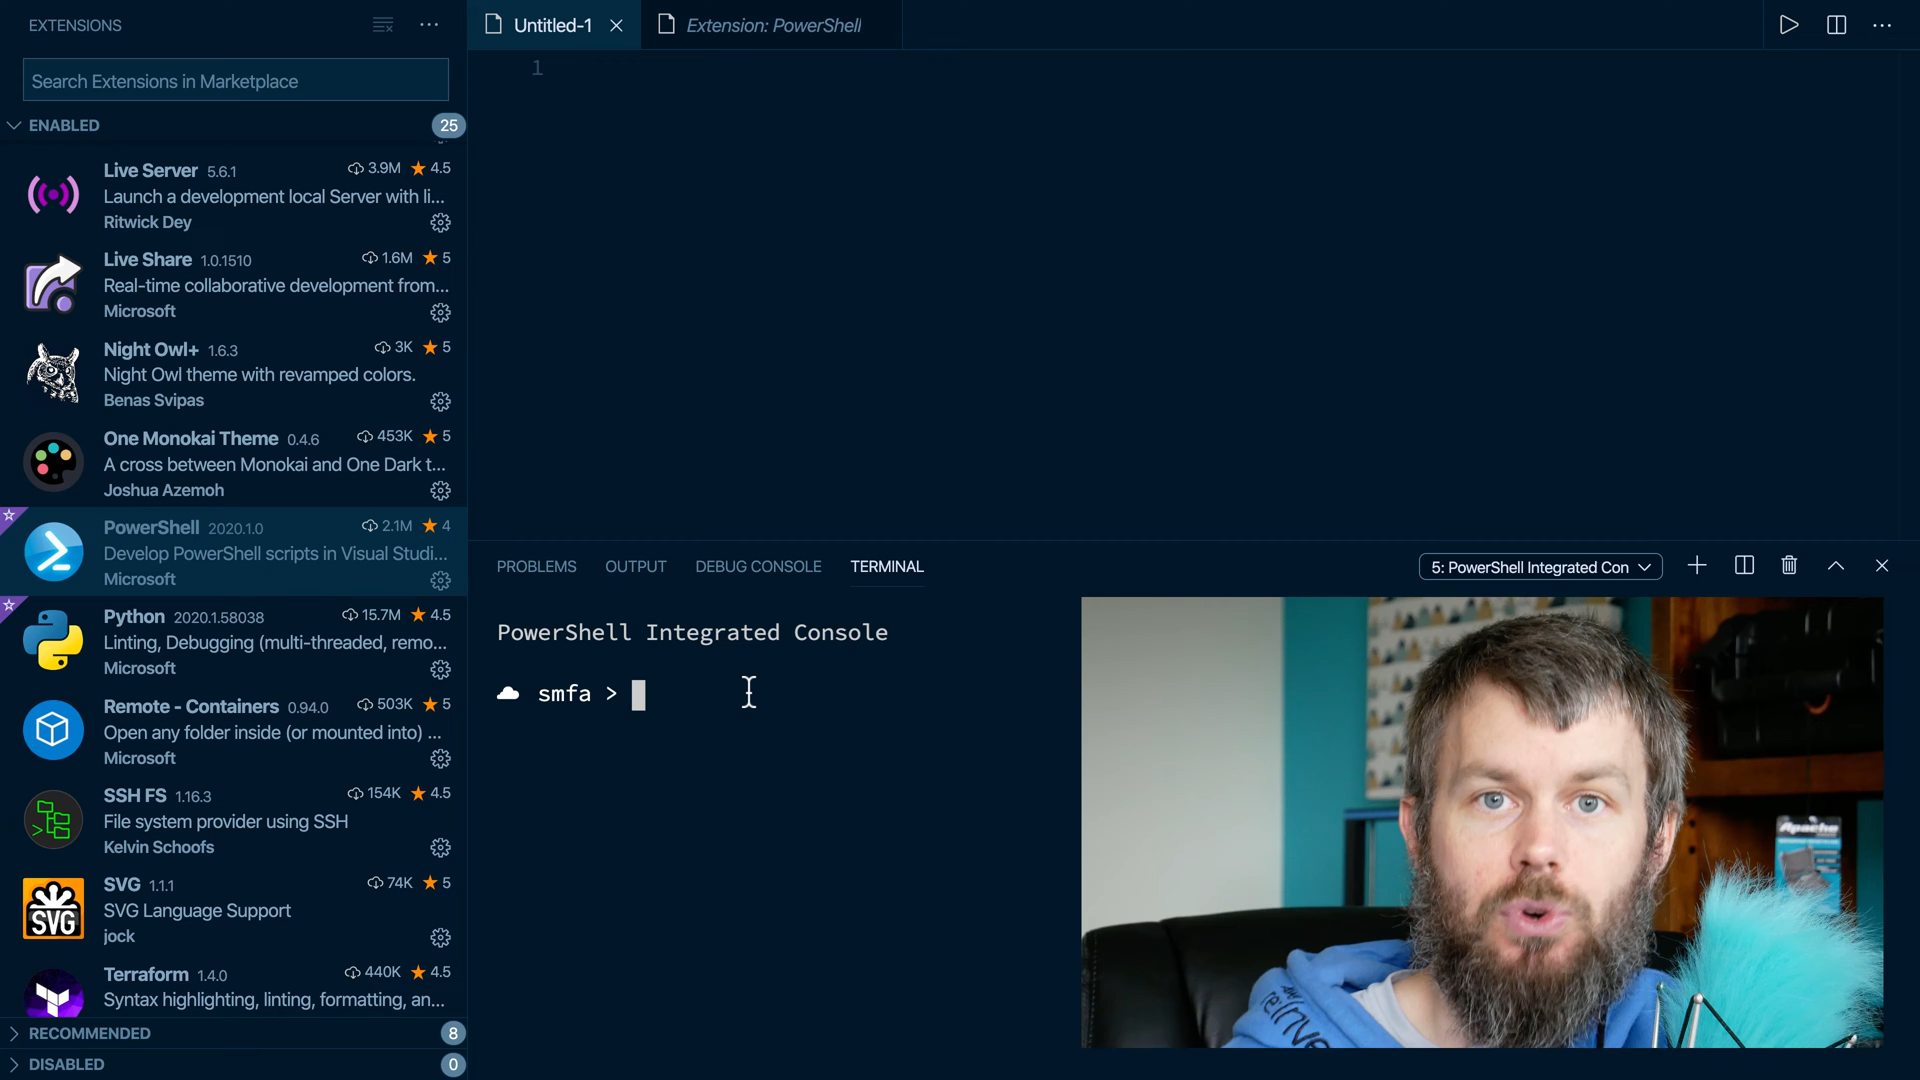 EXTENSIONS
Search Extensions in Marketplace
ENABLED 25
Live Server 5.6.1 3.9M ★ 4.5
Launch a development local Server with li...
Ritwick Dey
Live Share 1.0.1510 1.6M ★ 5
Real-time collaborative development from...
Microsoft
Night Owl+ 1.6.3 3K ★ 5
Night Owl theme with revamped colors.
Benas Svipas
One Monokai Theme 0.4.6 453K ★ 5
A cross between Monokai and One Dark t...
Joshua Azemoh
PowerShell 2020.1.0 2.1M ★ 4
Develop PowerShell scripts in Visual Studi...
Microsoft
Python 2020.1.58038 15.7M ★ 4.5
Linting, Debugging (multi-threaded, remo...
Microsoft
Remote - Containers 0.94.0 503K ★ 5
Open any folder inside (or mounted into) ...
Microsoft
SSH FS 1.16.3 154K ★ 4.5
File system provider using SSH
Kelvin Schoofs
SVG
SVG 1.1.1 74K ★ 5
SVG Language Support
jock
Terraform 1.4.0 440K ★ 4.5
Syntax highlighting, linting, formatting, an...
RECOMMENDED 8
DISABLED 0
Untitled-1 Extension: PowerShell
1
PROBLEMS OUTPUT DEBUG CONSOLE TERMINAL 5: PowerShell Integrated Con
PowerShell Integrated Console
smfa >
Apache
re:Inve